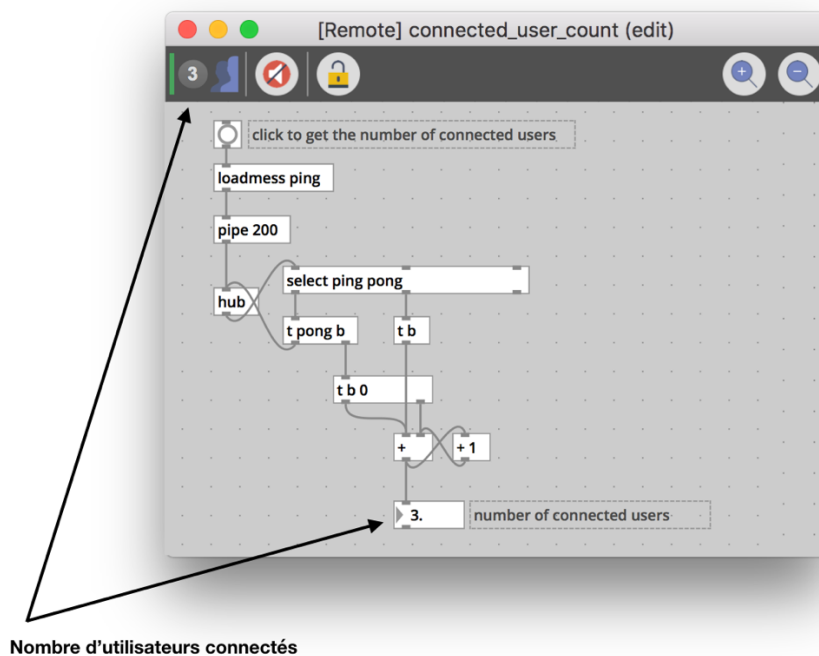 [Remote] connected_user_count (edit)
3
click to get the number of connected users
loadmess ping
pipe 200
select ping pong
hub
t pong b
t b
t b 0
+
+ 1
3.
number of connected users
Nombre d’utilisateurs connectés